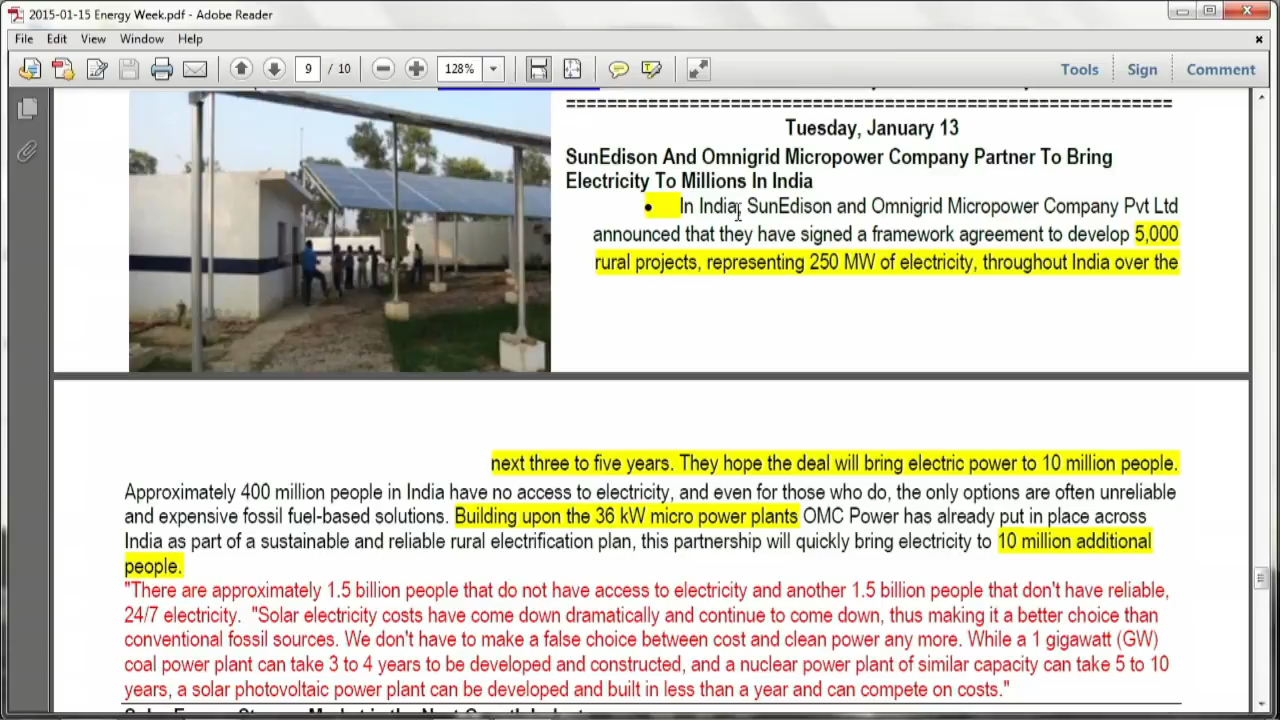 2015-01-15 Energy Week.pdf - Adobe Reader
File Edit View Window Help
9 / 10 128% Tools Sign Comment
=======================================================
Tuesday, January 13
SunEdison And Omnigrid Micropower Company Partner To Bring
Electricity To Millions In India
• In India, SunEdison and Omnigrid Micropower Company Pvt Ltd
announced that they have signed a framework agreement to develop 5,000
rural projects, representing 250 MW of electricity, throughout India over the
next three to five years. They hope the deal will bring electric power to 10 million people.
Approximately 400 million people in India have no access to electricity, and even for those who do, the only options are often unreliable
and expensive fossil fuel-based solutions. Building upon the 36 kW micro power plants OMC Power has already put in place across
India as part of a sustainable and reliable rural electrification plan, this partnership will quickly bring electricity to 10 million additional
people.
"There are approximately 1.5 billion people that do not have access to electricity and another 1.5 billion people that don't have reliable,
24/7 electricity. "Solar electricity costs have come down dramatically and continue to come down, thus making it a better choice than
conventional fossil sources. We don't have to make a false choice between cost and clean power any more. While a 1 gigawatt (GW)
coal power plant can take 3 to 4 years to be developed and constructed, and a nuclear power plant of similar capacity can take 5 to 10
years, a solar photovoltaic power plant can be developed and built in less than a year and can compete on costs."